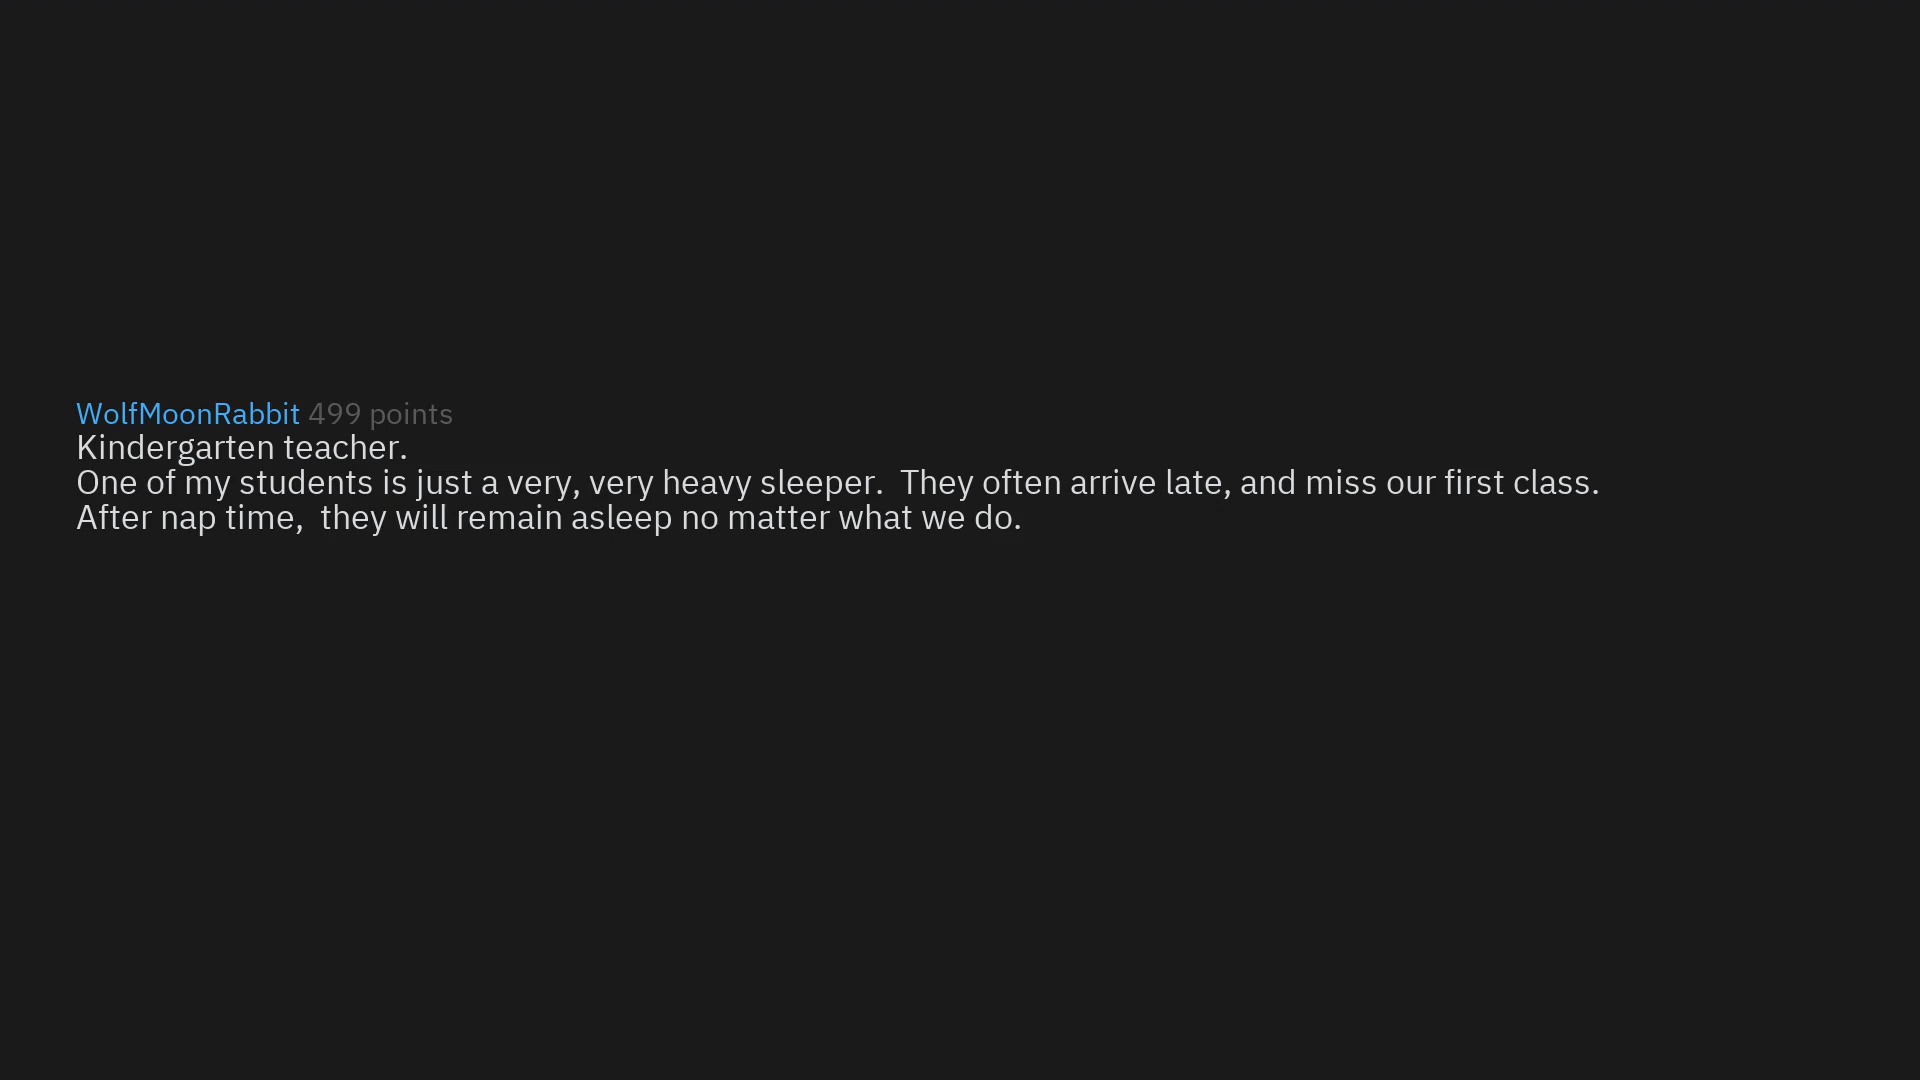 WolfMoonRabbit 499 points
Kindergarten teacher.
One of my students is just a very, very heavy sleeper.  They often arrive late, and miss our first class.
After nap time,  they will remain asleep no matter what we do.